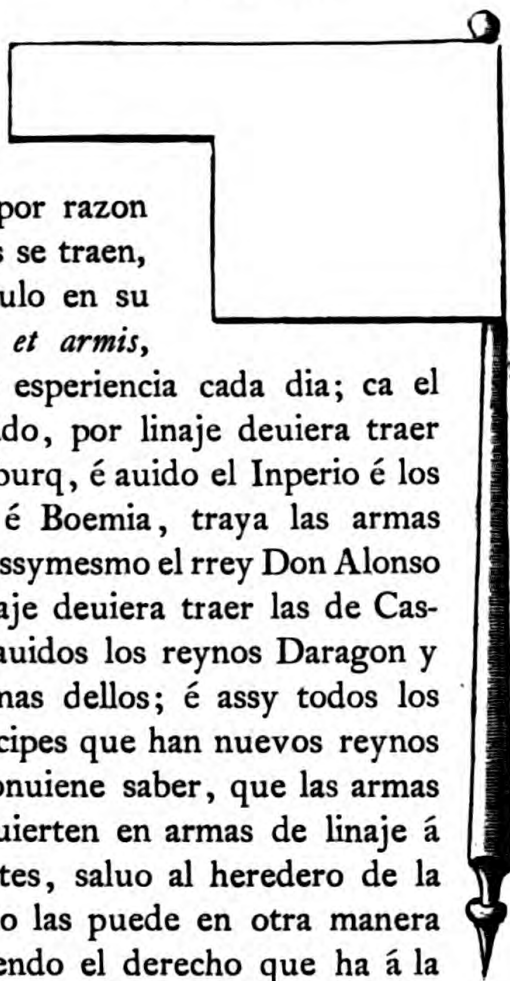 por razon
s se traen,
ulo en su
et armis,
esperiencia cada dia; ca el
do, por linaje deuiera traer
burq, é auido el Inperio é los
é Boemia, traya las armas
ssymesmo el rrey Don Alonso
aje deuiera traer las de Cas-
auidos los reynos Daragon y
mas dellos; é assy todos los
cipes que han nuevos reynos
onuiene saber, que las armas
uierten en armas de linaje á
tes, saluo al heredero de la
o las puede en otra manera
endo el derecho que ha á la